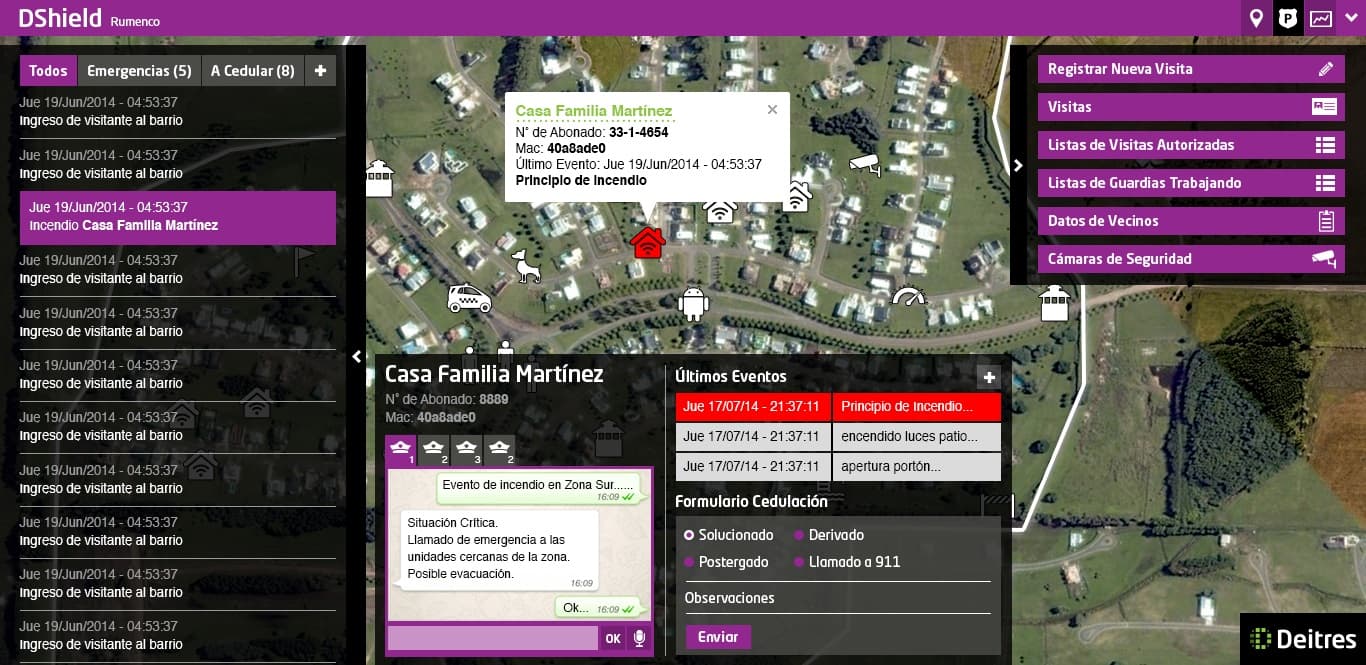 DShield Rumenco
Todos
Emergencias (5)
A Cedular (8)
+
Jue 19/Jun/2014 - 04:53:37
Ingreso de visitante al barrio
Jue 19/Jun/2014 - 04:53:37
Ingreso de visitante al barrio
Jue 19/Jun/2014 - 04:53:37
Incendio Casa Familia Martínez
Jue 19/Jun/2014 - 04:53:37
Ingreso de visitante al barrio
Jue 19/Jun/2014 - 04:53:37
Ingreso de visitante al barrio
Jue 19/Jun/2014 - 04:53:37
Ingreso de visitante al barrio
Jue 19/Jun/2014 - 04:53:37
Ingreso de visitante al barrio
Jue 19/Jun/2014 - 04:53:37
Ingreso de visitante al barrio
Jue 19/Jun/2014 - 04:53:37
Ingreso de visitante al barrio
Jue 19/Jun/2014 - 04:53:37
Ingreso de visitante al barrio
Jue 19/Jun/2014 - 04:53:37
Ingreso de visitante al barrio
Casa Familia Martínez
N° de Abonado: 33-1-4654
Mac: 40a8ade0
Último Evento: Jue 19/Jun/2014 - 04:53:37
Principio de Incendio
P
Registrar Nueva Visita
Visitas
Listas de Visitas Autorizadas
Listas de Guardias Trabajando
Datos de Vecinos
Cámaras de Seguridad
Casa Familia Martínez
N° de Abonado: 8889
Mac: 40a8ade0
1
2
3
2
Evento de incendio en Zona Sur......
16:09
Situación Crítica.
Llamado de emergencia a las
unidades cercanas de la zona.
Posible evacuación.
16:09
Ok... 16:09
OK
Últimos Eventos
+
Jue 17/07/14 - 21:37:11 Principio de Incendio...
Jue 17/07/14 - 21:37:11 encendido luces patio...
Jue 17/07/14 - 21:37:11 apertura portón...
Formulario Cedulación
Solucionado Derivado
Postergado Llamado a 911
Observaciones
Enviar
Deitres